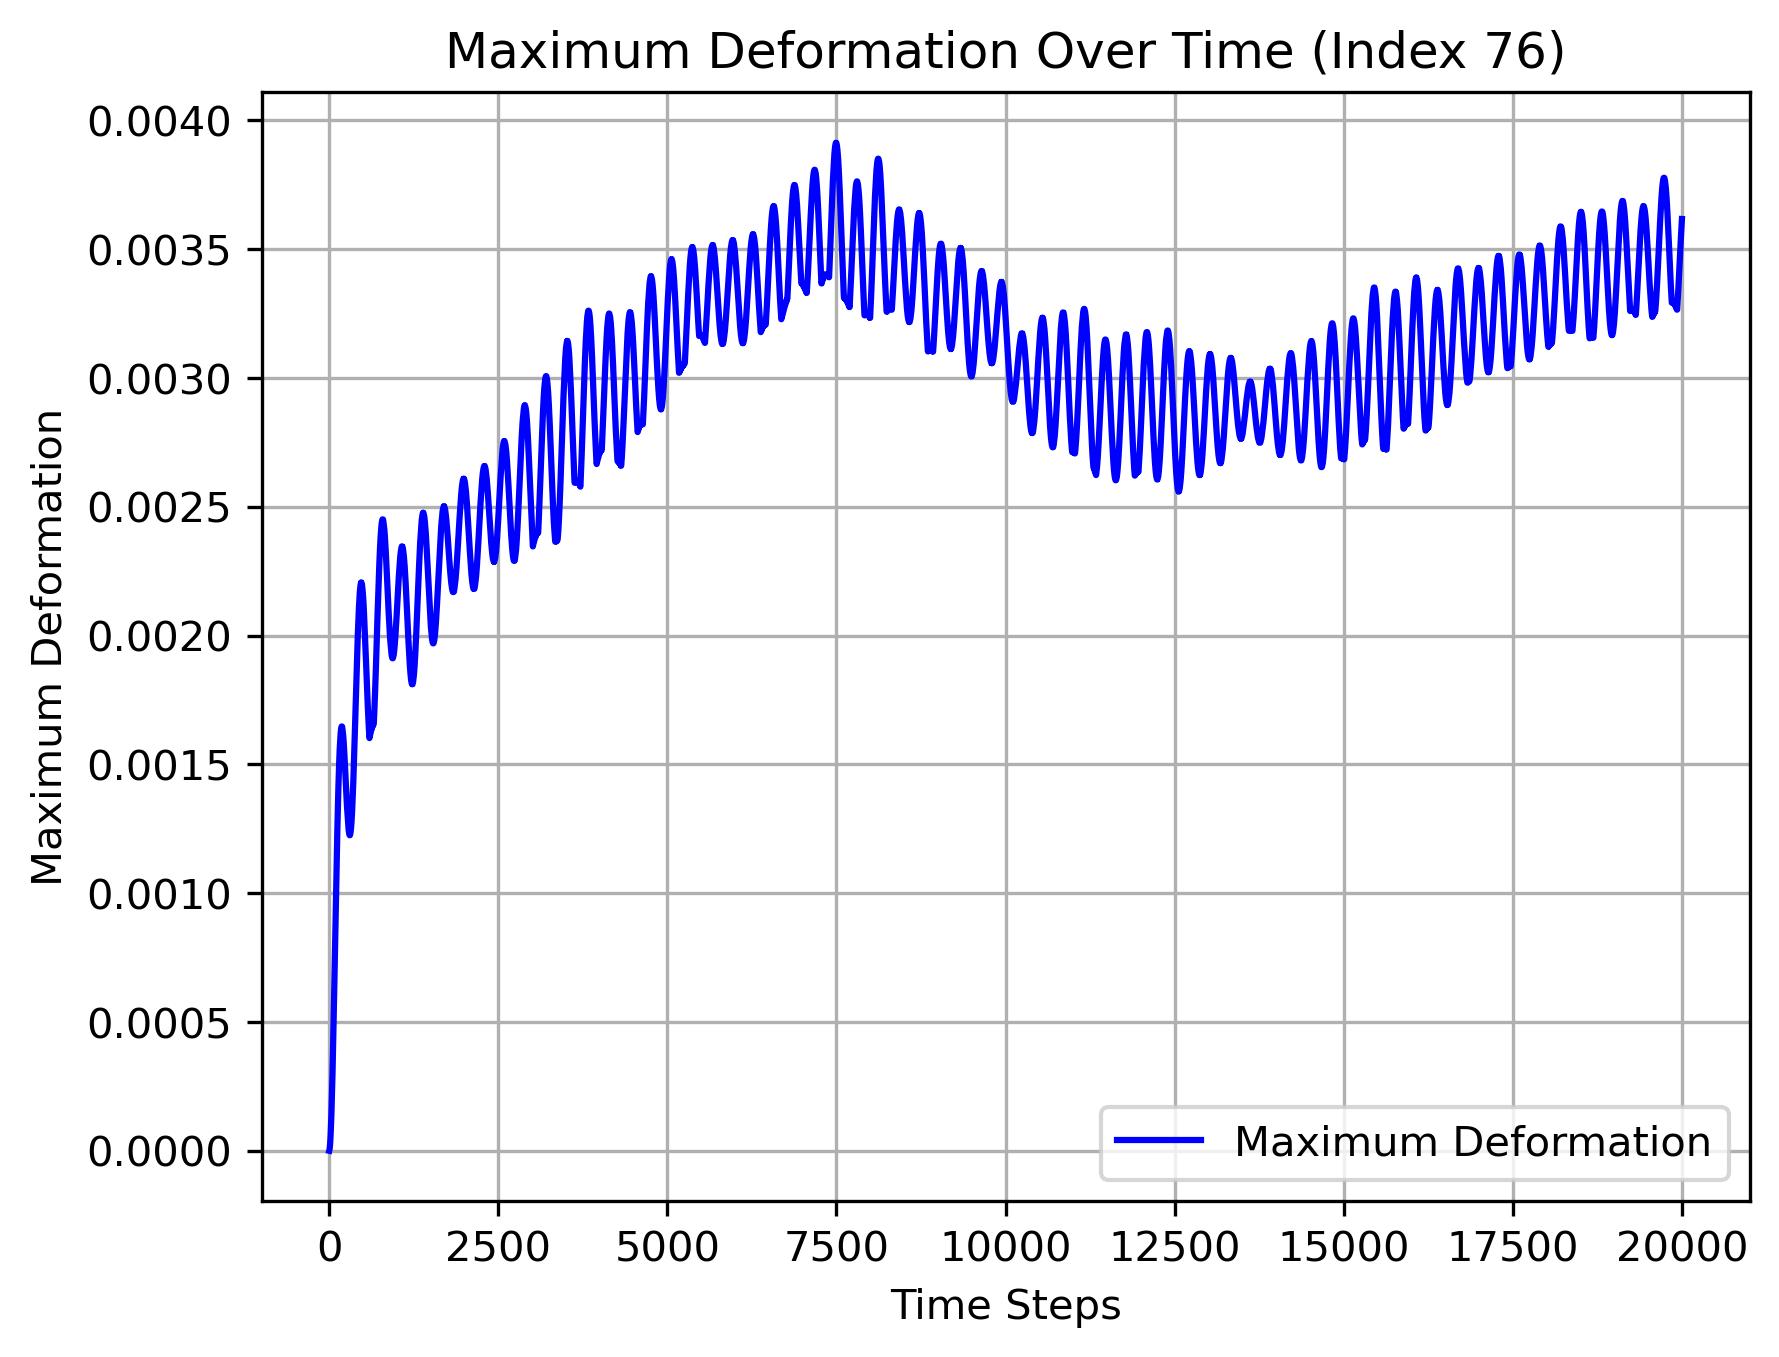 Maximum Deformation Over Time (Index 76)
Maximum Deformation
0.0040
0.0035
0.0030
0.0025
0.0020
0.0015
0.0010
0.0005
0.0000
Maximum Deformation
0 2500 5000 7500 10000 12500 15000 17500 20000
Time Steps